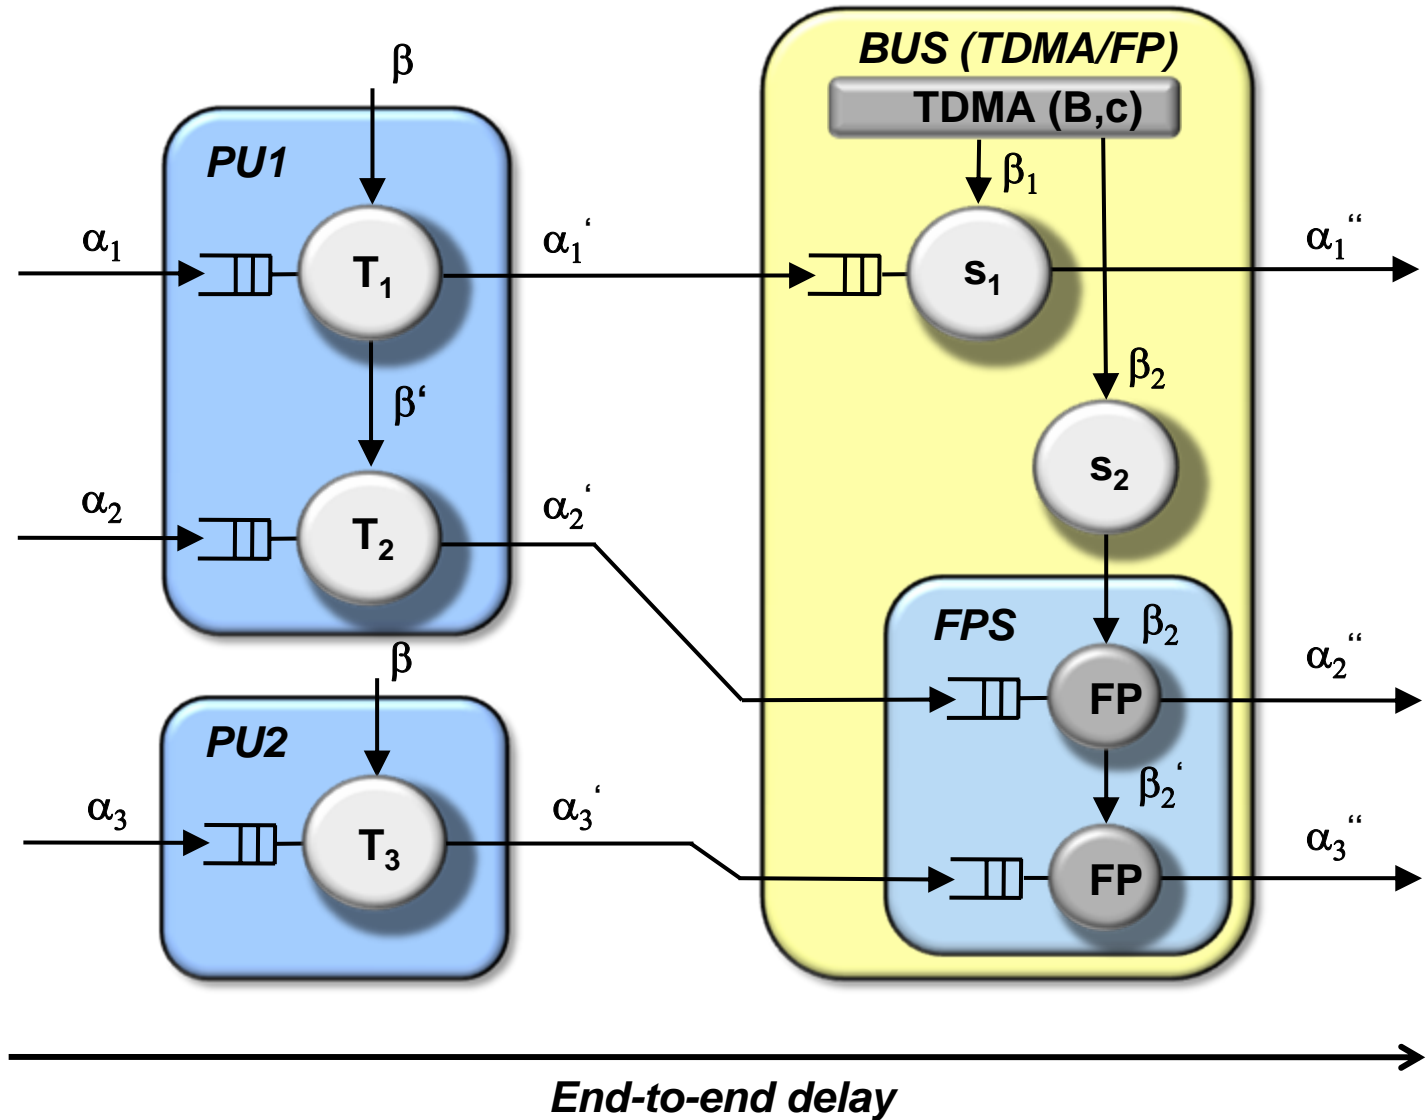 BUS (TDMA/FP)
β
TDMA (B,c)
PU1
β₁
α₁
α₁‘
α₁“
T₁
s₁
β₂
β‘
s₂
α₂
α₂‘
T₂
FPS
β₂
β
α₂“
FP
PU2
β₂‘
α₃
α₃‘
α₃“
T₃
FP
End-to-end delay